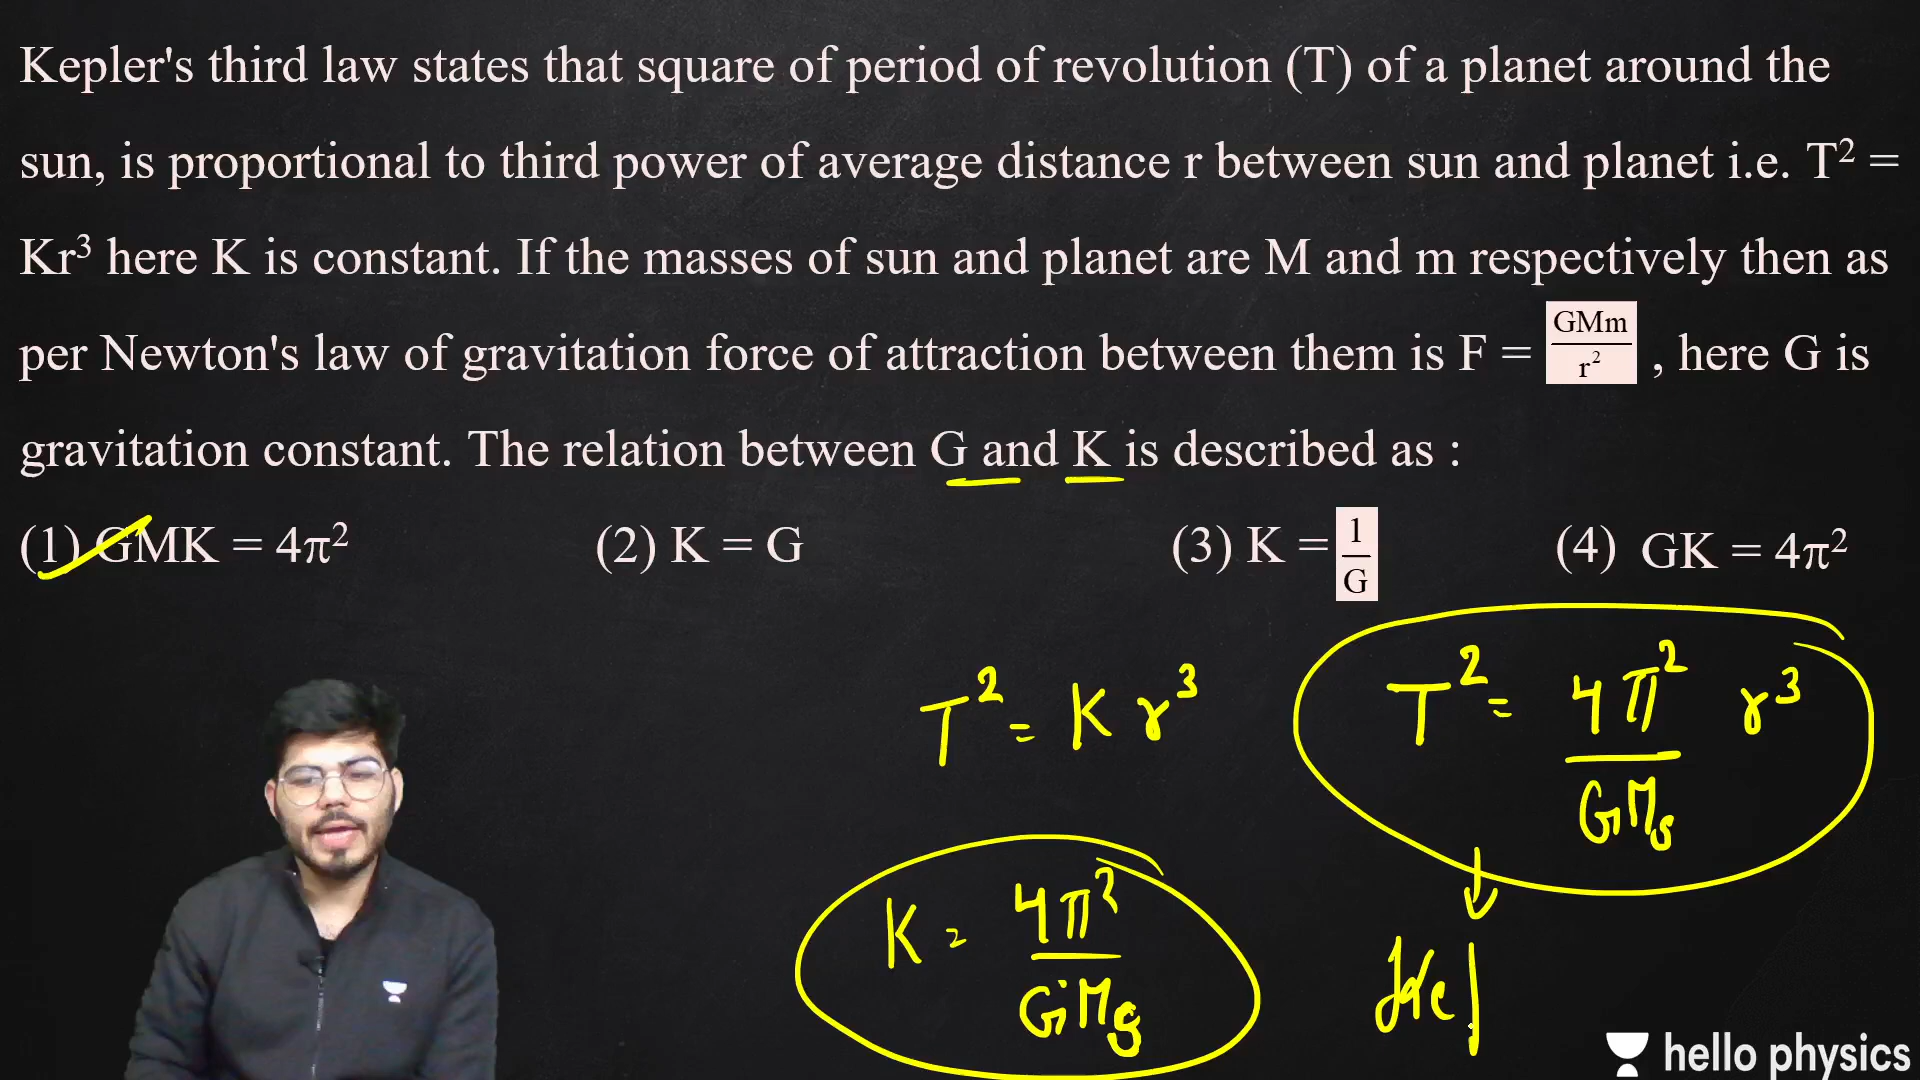 Kepler's third law states that square of period of revolution (T) of a planet around the
sun, is proportional to third power of average distance r between sun and planet i.e. T² =
Kr³ here K is constant. If the masses of sun and planet are M and m respectively then as
per Newton's law of gravitation force of attraction between them is F = GMm/r² , here G is
gravitation constant. The relation between G and K is described as :
(1) GMK = 4π² (2) K = G (3) K = 1/G (4) GK = 4π²
T² = K r³
T² = 4π²/GMs r³
K = 4π²/GMs
hello physics